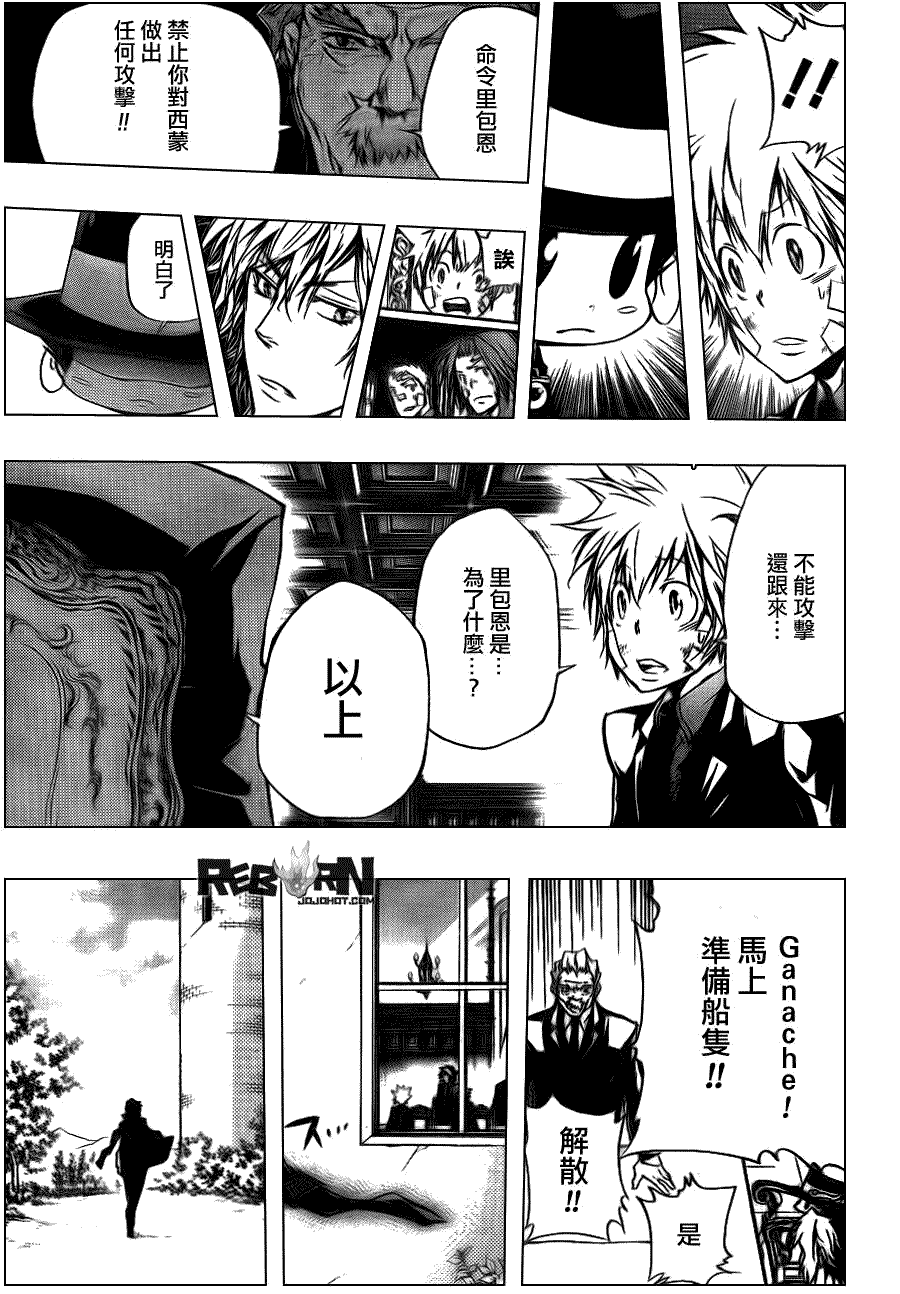 !!
命令里包恩
禁止你對西蒙
做出
任何攻擊!!
誒
明白了
不能攻擊
還跟來…
里包恩是…
為了什麼…?
以上
Ganache!
馬上
準備船隻!!
是
解散!!
ズ…
REBORN
JOJOHOT.COM